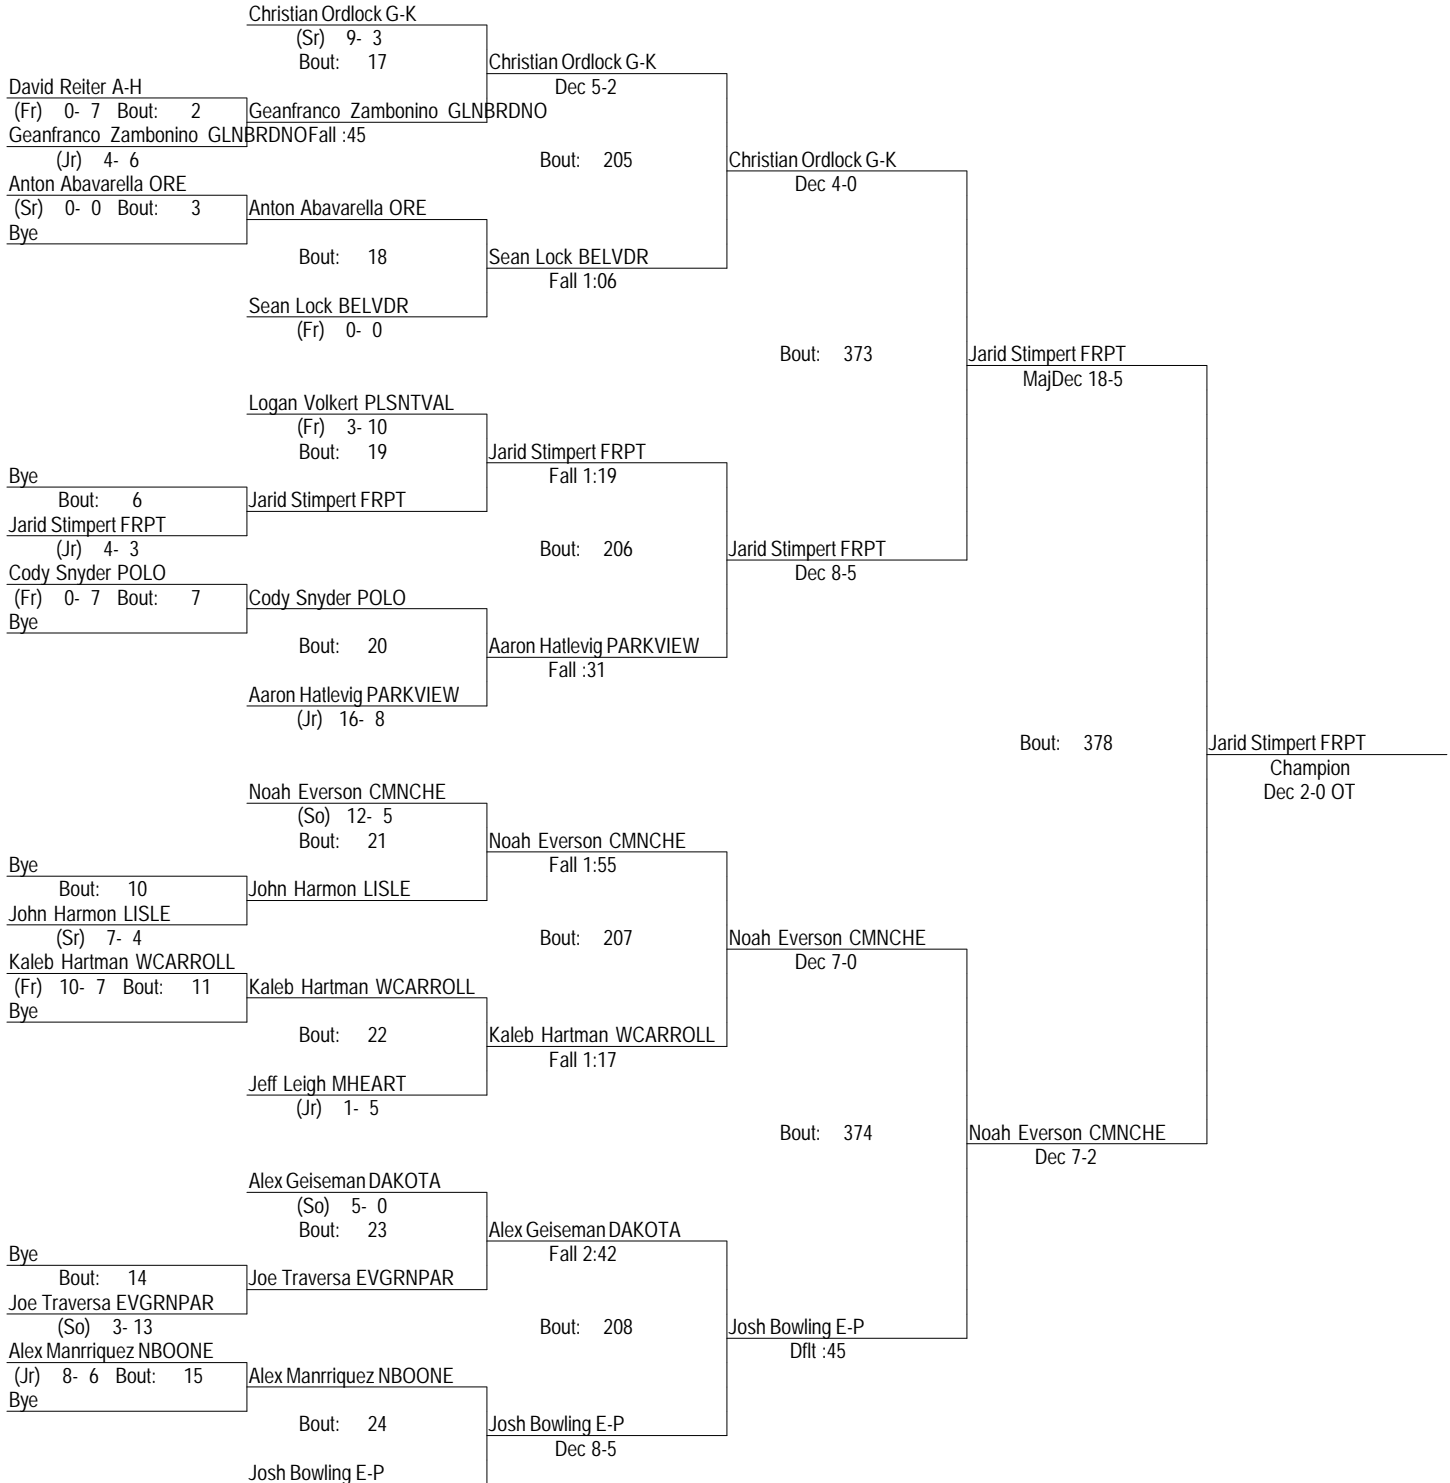 Christian Ordlock G-K
(Sr) 9- 3
Bout: 17
Christian Ordlock G-K
Dec 5-2
David Reiter A-H
(Fr) 0- 7 Bout: 2
Geanfranco Zambonino GLNBRDNO
Geanfranco Zambonino GLNBRDNO Fall :45
(Jr) 4- 6
Bout: 205
Christian Ordlock G-K
Dec 4-0
Anton Abavarella ORE
(Sr) 0- 0 Bout: 3
Anton Abavarella ORE
Bye
Bout: 18
Sean Lock BELVDR
Fall 1:06
Sean Lock BELVDR
(Fr) 0- 0
Bout: 373
Jarid Stimpert FRPT
MajDec 18-5
Logan Volkert PLSNTVAL
(Fr) 3- 10
Bout: 19
Jarid Stimpert FRPT
Fall 1:19
Bye
Bout: 6
Jarid Stimpert FRPT
Jarid Stimpert FRPT
(Jr) 4- 3
Bout: 206
Jarid Stimpert FRPT
Dec 8-5
Cody Snyder POLO
(Fr) 0- 7 Bout: 7
Cody Snyder POLO
Bye
Bout: 20
Aaron Hatlevig PARKVIEW
Fall :31
Aaron Hatlevig PARKVIEW
(Jr) 16- 8
Bout: 378
Jarid Stimpert FRPT
Champion
Dec 2-0 OT
Noah Everson CMNCHE
(So) 12- 5
Bout: 21
Noah Everson CMNCHE
Fall 1:55
Bye
Bout: 10
John Harmon LISLE
John Harmon LISLE
(Sr) 7- 4
Bout: 207
Noah Everson CMNCHE
Dec 7-0
Kaleb Hartman WCARROLL
(Fr) 10- 7 Bout: 11
Kaleb Hartman WCARROLL
Bye
Bout: 22
Kaleb Hartman WCARROLL
Fall 1:17
Jeff Leigh MHEART
(Jr) 1- 5
Bout: 374
Noah Everson CMNCHE
Dec 7-2
Alex Geiseman DAKOTA
(So) 5- 0
Bout: 23
Alex Geiseman DAKOTA
Fall 2:42
Bye
Bout: 14
Joe Traversa EVGRNPAR
Joe Traversa EVGRNPAR
(So) 3- 13
Bout: 208
Josh Bowling E-P
Dflt :45
Alex Manrriquez NBOONE
(Jr) 8- 6 Bout: 15
Alex Manrriquez NBOONE
Bye
Bout: 24
Josh Bowling E-P
Dec 8-5
Josh Bowling E-P